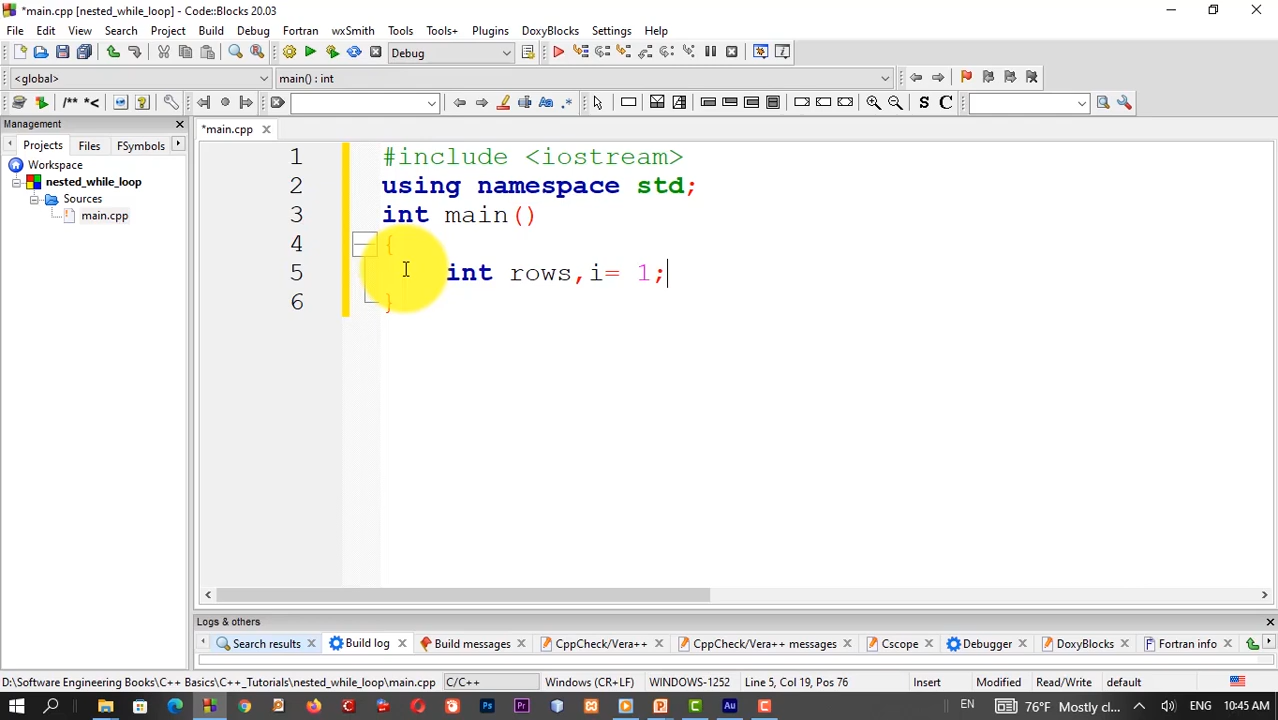 *main.cpp [nested_while_loop] - Code::Blocks 20.03
File Edit View Search Project Build Debug Fortran wxSmith Tools Tools+ Plugins DoxyBlocks Settings Help
Debug
<global> main() : int
/** *< Aa .* S C
Management
Projects Files FSymbols
Workspace
nested_while_loop
Sources
main.cpp
*main.cpp
1 #include <iostream>
2 using namespace std;
3 int main()
4 {
5 int rows,i= 1;
6 }
Logs & others
Search results Build log Build messages CppCheck/Vera++ CppCheck/Vera++ messages Cscope Debugger DoxyBlocks Fortran info
D:\Software Engineering Books\C++ Basics\C++_Tutorials\nested_while_loop\main.cpp C/C++ Windows (CR+LF) WINDOWS-1252 Line 5, Col 19, Pos 76 Insert Modified Read/Write default
Ps Pr Au EN 76°F Mostly cl... ENG 10:45 AM